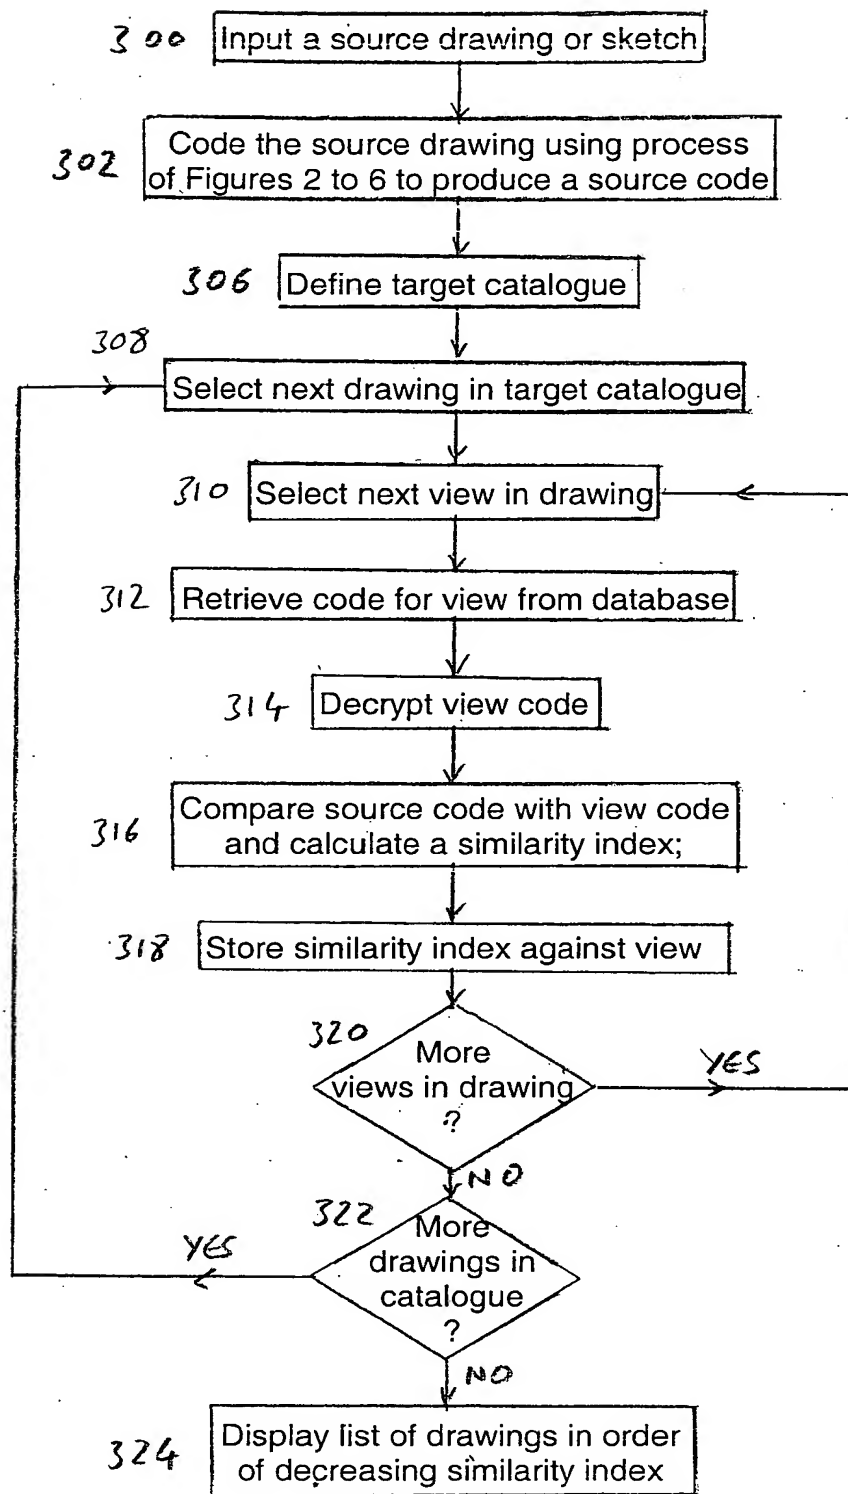 300 Input a source drawing or sketch
302 Code the source drawing using process
of Figures 2 to 6 to produce a source code
306 Define target catalogue
308
Select next drawing in target catalogue
310 Select next view in drawing
312 Retrieve code for view from database
314 Decrypt view code
316 Compare source code with view code
and calculate a similarity index;
318 Store similarity index against view
320
More
views in drawing
?
YES
NO
322
More
drawings in
catalogue
?
YES
NO
324 Display list of drawings in order
of decreasing similarity index